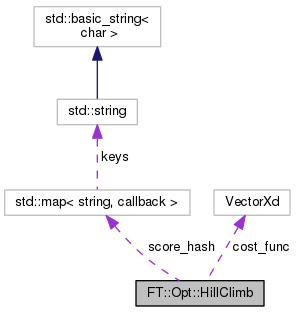 std::basic_string<
char >
std::string
keys
std::map< string, callback >
VectorXd
score_hash
cost_func
FT::Opt::HillClimb